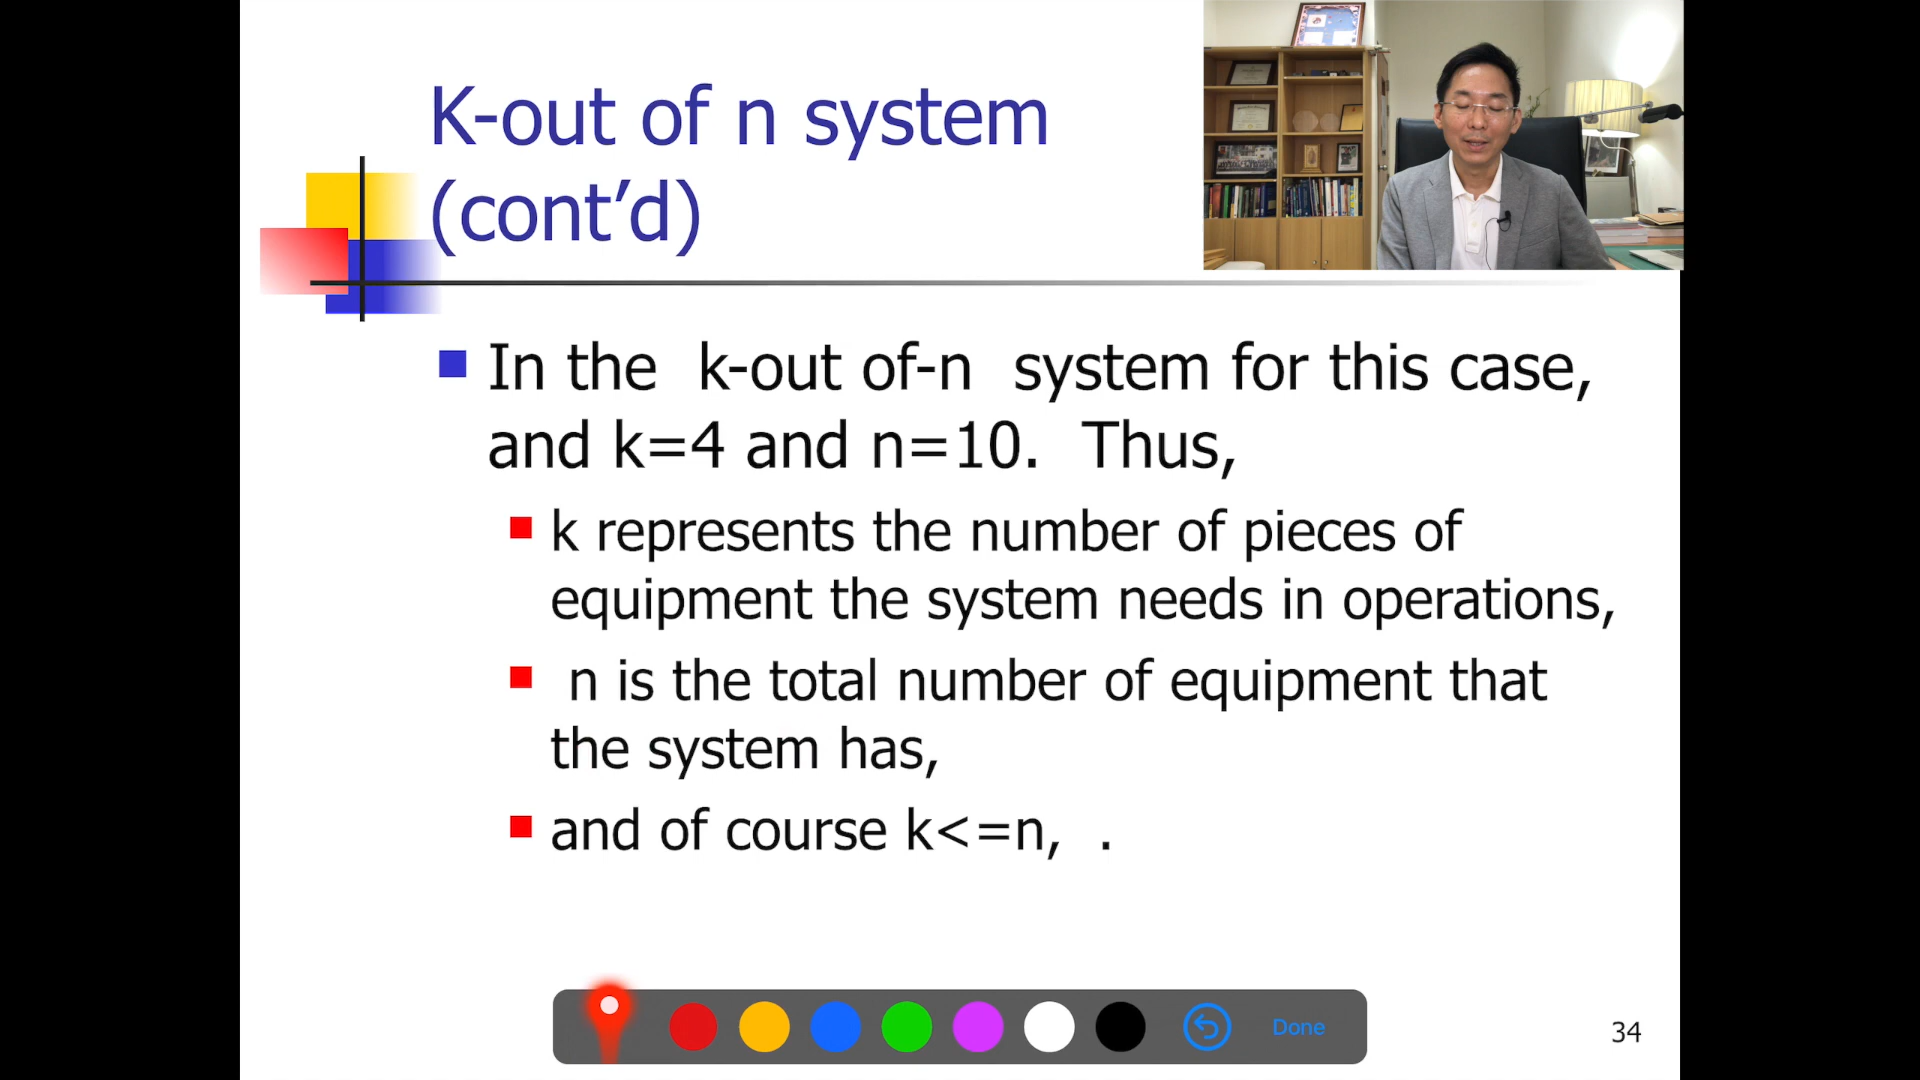 K-out of n system
(cont’d)
In the k-out of-n system for this case,
and k=4 and n=10. Thus,
k represents the number of pieces of
equipment the system needs in operations,
n is the total number of equipment that
the system has,
and of course k<=n, .
Done
34